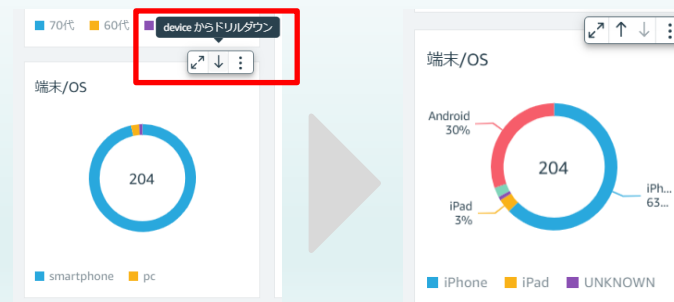 70代 60代
device からドリルダウン
端末/OS
204
smartphone pc
端末/OS
Android
30%
204
iPh...
63...
iPad
3%
iPhone iPad UNKNOWN